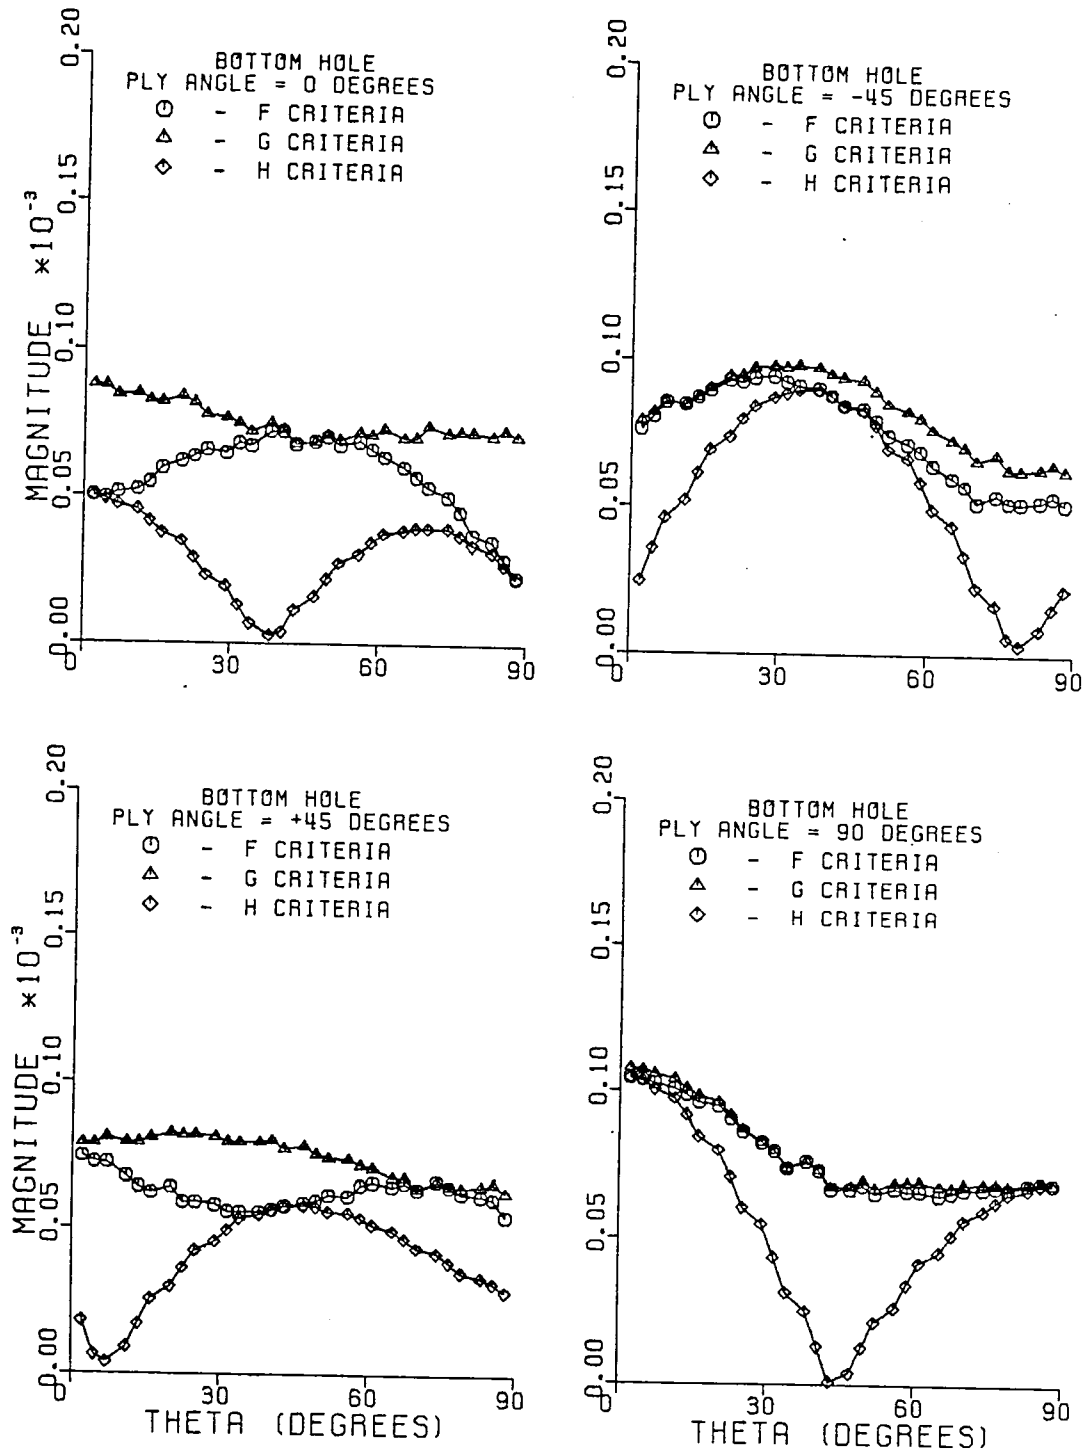 BOTTOM HOLE
PLY ANGLE = 0 DEGREES
- F CRITERIA
- G CRITERIA
- H CRITERIA
MAGNITUDE *10⁻³
0.20
0.15
0.10
0.05
0.00
0
30
60
90
BOTTOM HOLE
PLY ANGLE = -45 DEGREES
- F CRITERIA
- G CRITERIA
- H CRITERIA
0.20
0.15
0.10
0.05
0.00
0
30
60
90
BOTTOM HOLE
PLY ANGLE = +45 DEGREES
- F CRITERIA
- G CRITERIA
- H CRITERIA
MAGNITUDE *10⁻³
0.20
0.15
0.10
0.05
0.00
0
30
60
90
THETA (DEGREES)
BOTTOM HOLE
PLY ANGLE = 90 DEGREES
- F CRITERIA
- G CRITERIA
- H CRITERIA
0.20
0.15
0.10
0.05
0.00
0
30
60
90
THETA (DEGREES)